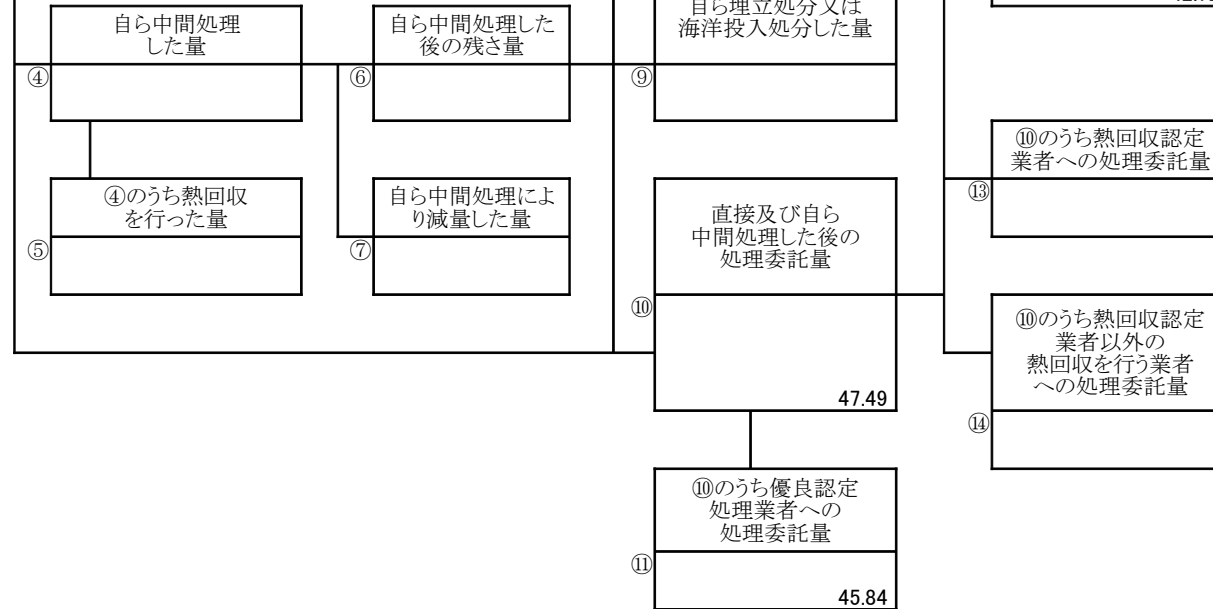 自ら中間処理
した量
④
自ら中間処理した
後の残さ量
⑥
自ら埋立処分又は
海洋投入処分した量
⑨
④のうち熱回収
を行った量
⑤
自ら中間処理によ
り減量した量
⑦
直接及び自ら
中間処理した後の
処理委託量
⑩
47.49
⑩のうち熱回収認定
業者への処理委託量
⑬
⑩のうち熱回収認定
業者以外の
熱回収を行う業者
への処理委託量
⑭
⑩のうち優良認定
処理業者への
処理委託量
⑪
45.84